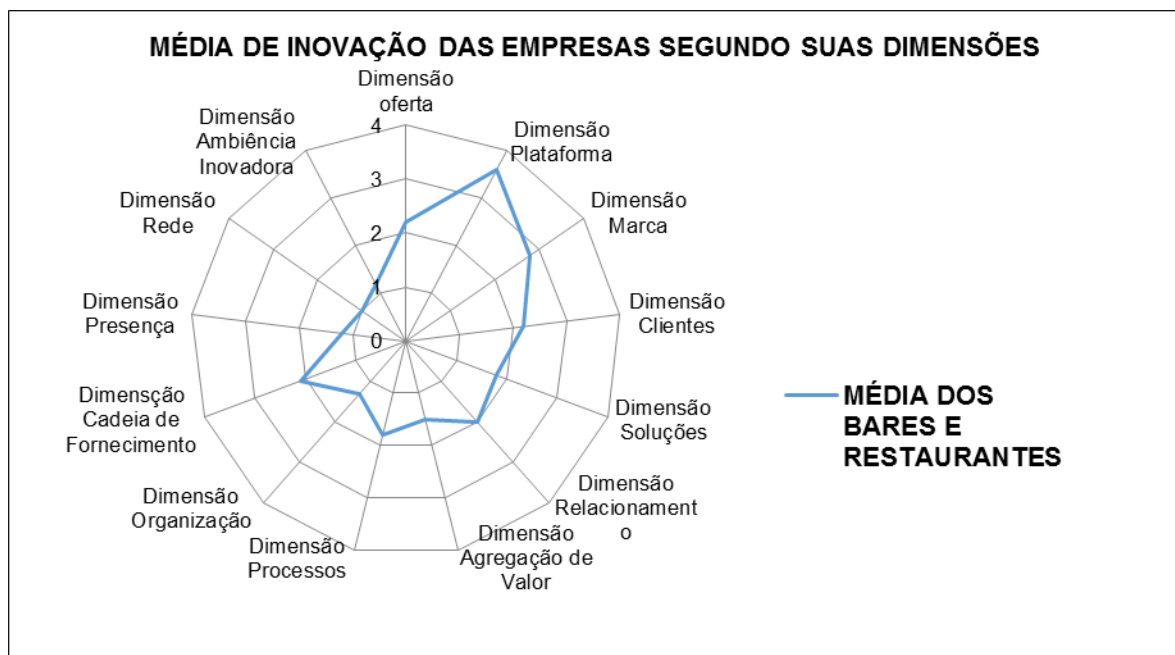 MÉDIA DE INOVAÇÃO DAS EMPRESAS SEGUNDO SUAS DIMENSÕES
Dimensão
oferta
Dimensão
Plataforma
Dimensão
Marca
Dimensão
Clientes
Dimensão
Soluções
Dimensão
Relacionament
o
Dimensão
Agregação de
Valor
Dimensão
Processos
Dimensão
Organização
Dimensção
Cadeia de
Fornecimento
Dimensão
Presença
Dimensão
Rede
Dimensão
Ambiência
Inovadora
4
3
2
1
0
MÉDIA DOS
BARES E
RESTAURANTES